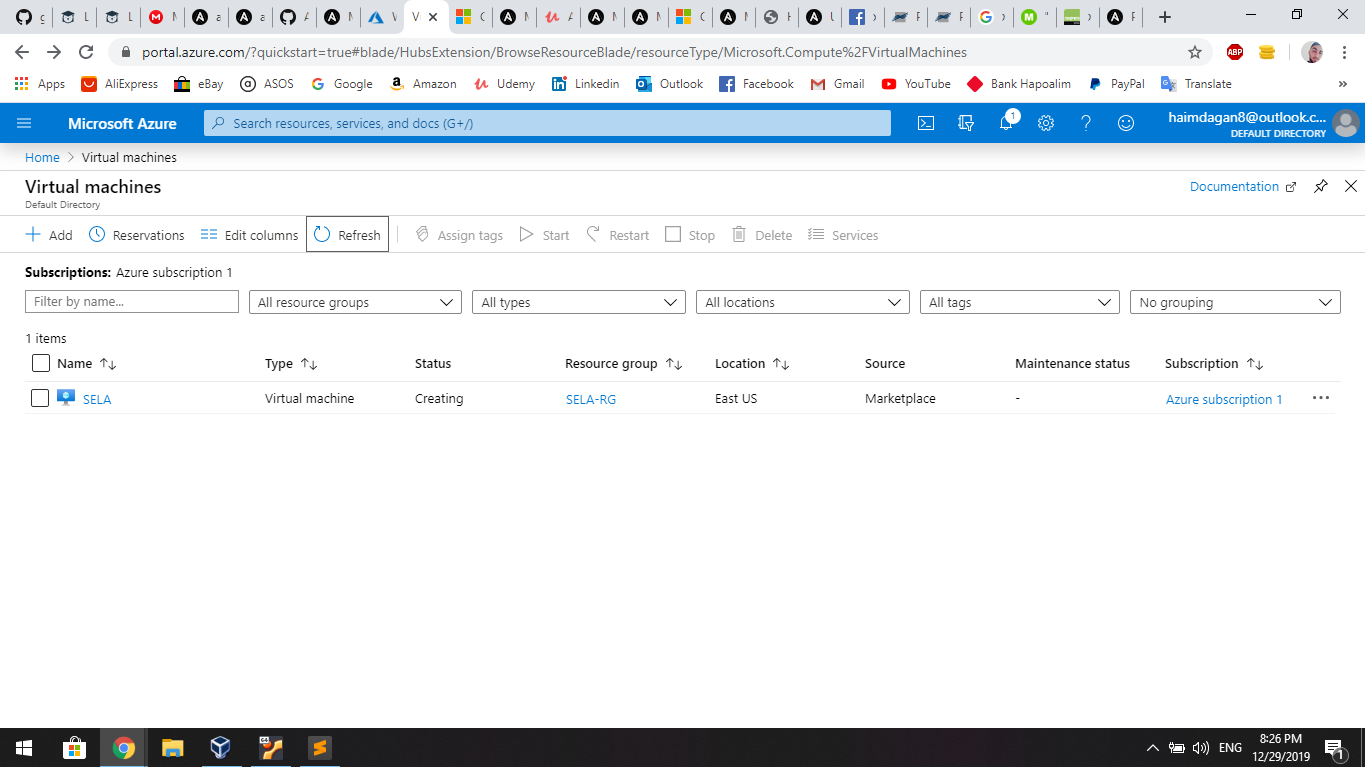 portal.azure.com/?quickstart=true#blade/HubsExtension/BrowseResourceBlade/resourceType/Microsoft.Compute%2FVirtualMachines
ABP
Apps AliExpress eBay ASOS Google Amazon Udemy Linkedin Outlook Facebook Gmail YouTube Bank Hapoalim PayPal Translate »
Microsoft Azure Search resources, services, and docs (G+/) 1 haimdagan8@outlook.c...
DEFAULT DIRECTORY
Home > Virtual machines
Virtual machines Documentation
Default Directory
Add Reservations Edit columns Refresh Assign tags Start Restart Stop Delete Services
Subscriptions: Azure subscription 1
Filter by name... All resource groups All types All locations All tags No grouping
1 items
Name Type Status Resource group Location Source Maintenance status Subscription
SELA Virtual machine Creating SELA-RG East US Marketplace - Azure subscription 1 ...
ENG 8:26 PM
12/29/2019 1